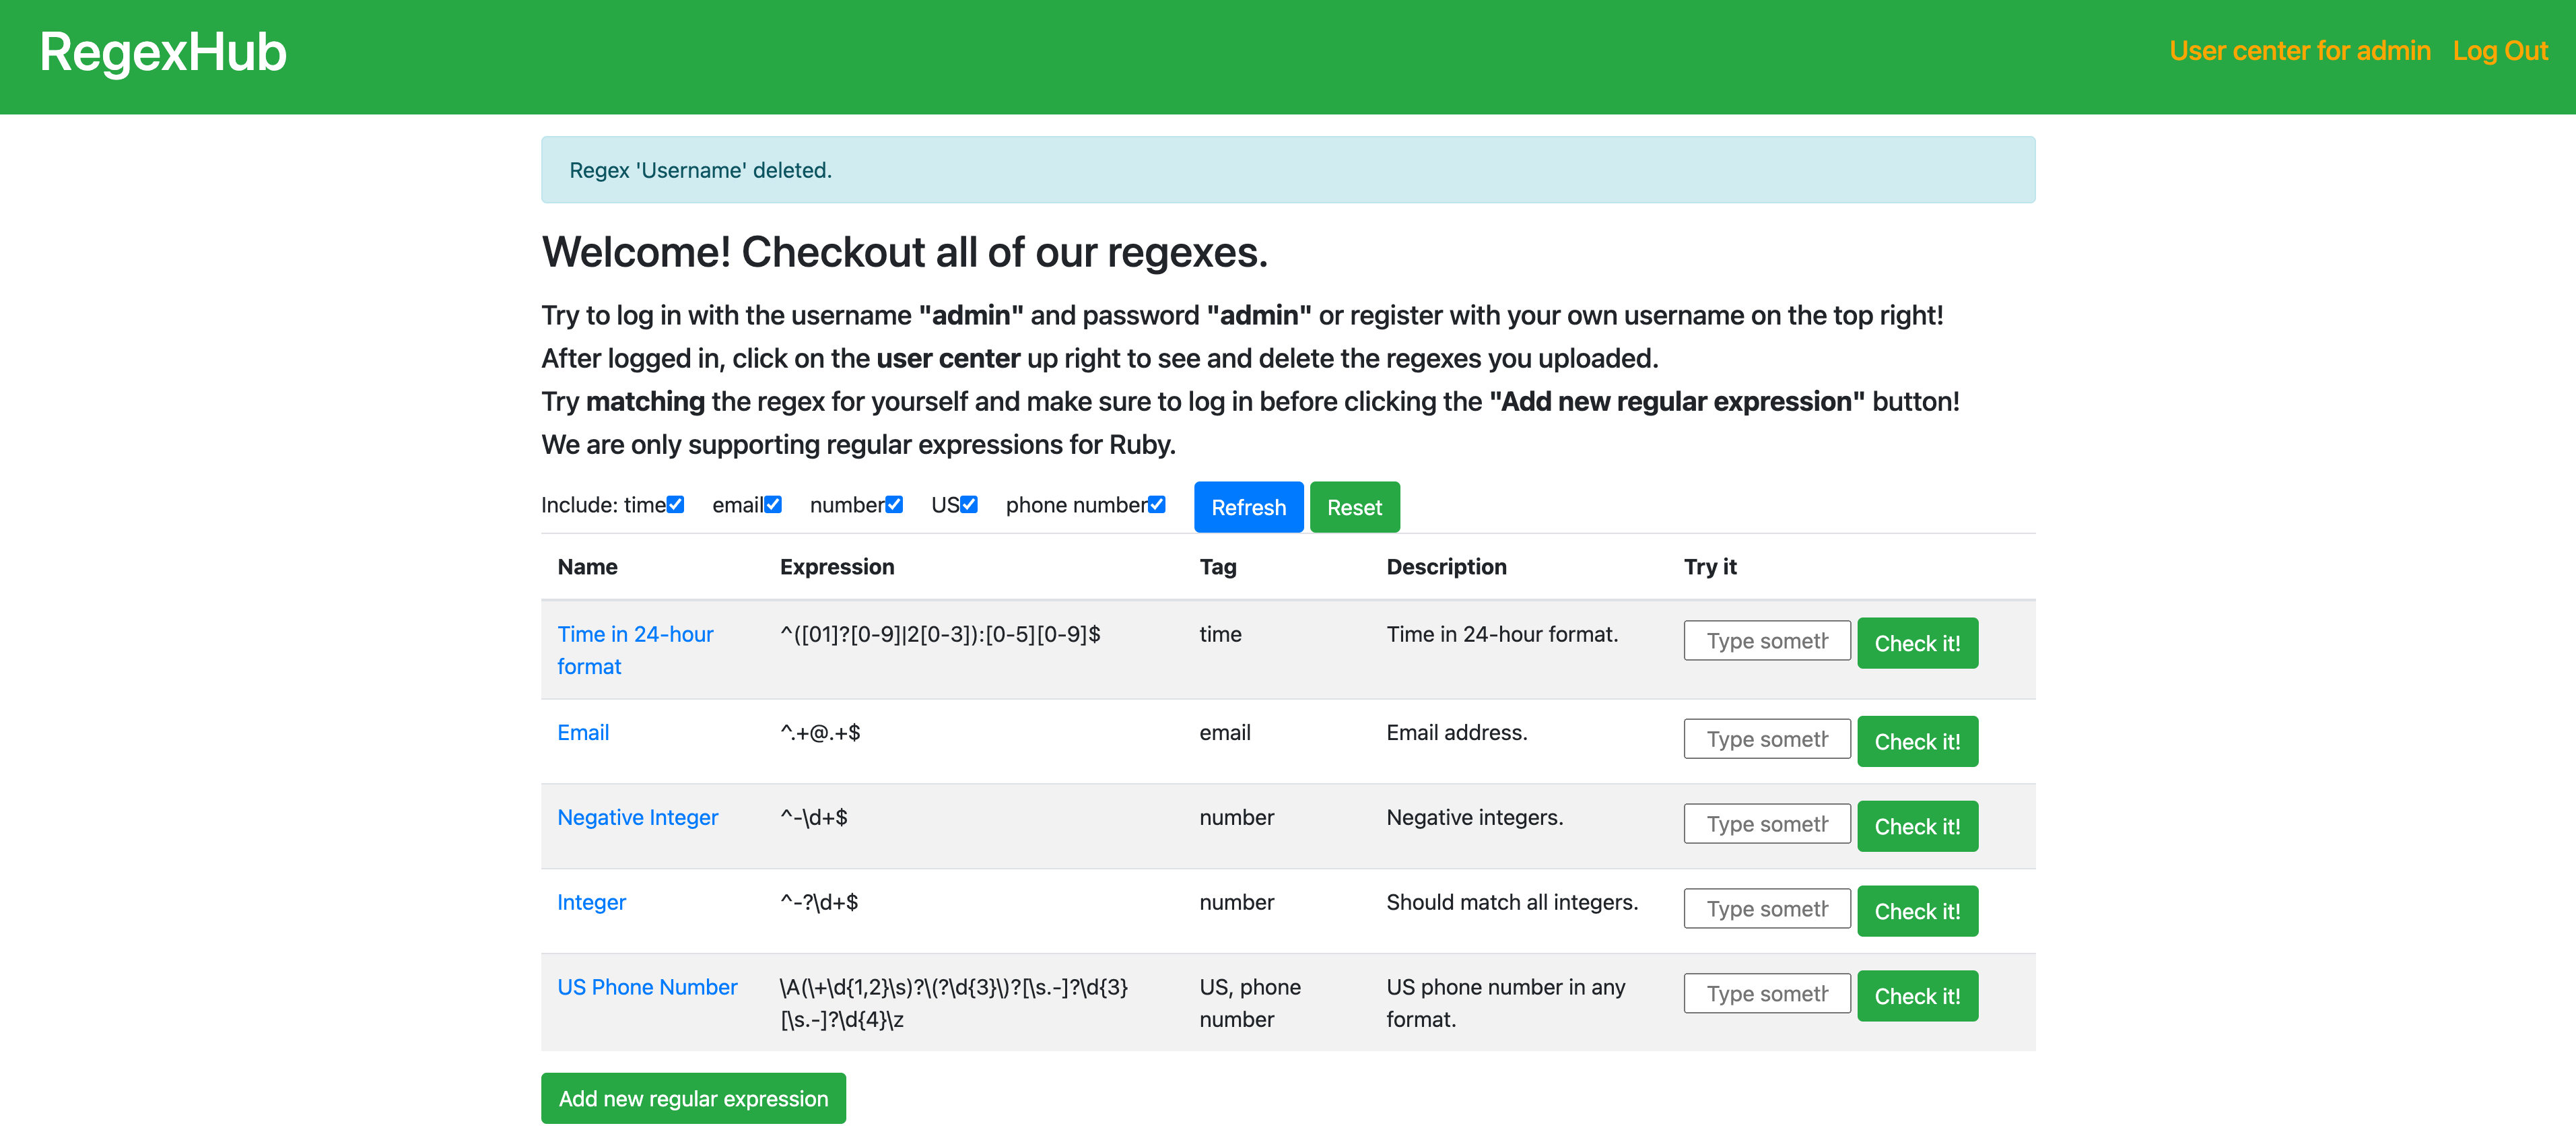 RegexHub
User center for admin Log Out
Regex 'Username' deleted.
Welcome! Checkout all of our regexes.
Try to log in with the username "admin" and password "admin" or register with your own username on the top right!
After logged in, click on the user center up right to see and delete the regexes you uploaded.
Try matching the regex for yourself and make sure to log in before clicking the "Add new regular expression" button!
We are only supporting regular expressions for Ruby.
Include: time email number US phone number Refresh Reset
Name Expression Tag Description Try it
Time in 24-hour ^([01]?[0-9]|2[0-3]):[0-5][0-9]$ time Time in 24-hour format. Type someth Check it!
format
Email ^.+@.+$ email Email address. Type someth Check it!
Negative Integer ^-\d+$ number Negative integers. Type someth Check it!
Integer ^-?\d+$ number Should match all integers. Type someth Check it!
US Phone Number \A(\+\d{1,2}\s)?\(?\d{3}\)?[\s.-]?\d{3} US, phone US phone number in any Type someth Check it!
[\s.-]?\d{4}\z number format.
Add new regular expression